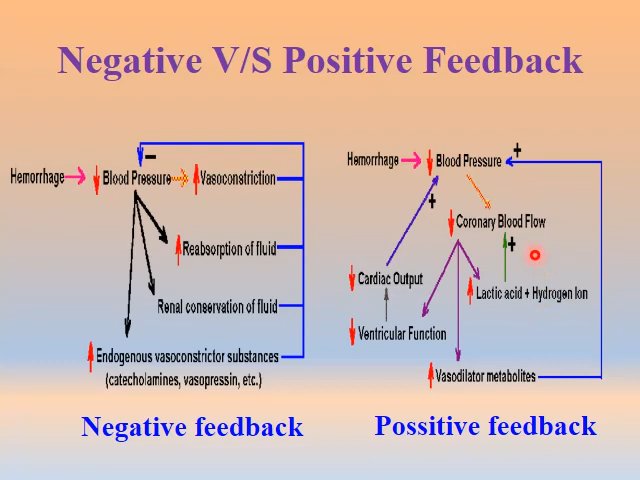 Negative V/S Positive Feedback
Hemorrhage
Blood Pressure
Vasoconstriction
Reabsorption of fluid
Renal conservation of fluid
Endogenous vasoconstrictor substances
(catecholamines, vasopressin, etc.)
Negative feedback
Hemorrhage
Blood Pressure
Coronary Blood Flow
Cardiac Output
Lactic acid + Hydrogen Ion
Ventricular Function
Vasodilator metabolites
Possitive feedback